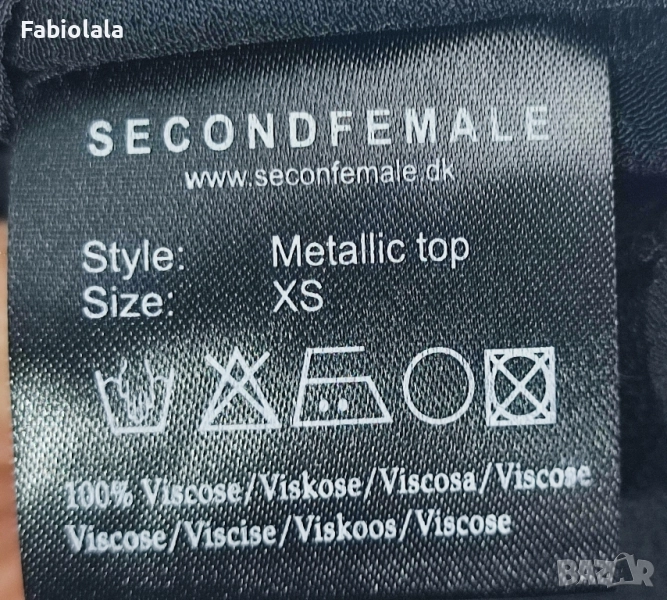 Fabiolala
SECONDFEMALE
www.seconfemale.dk
Style: Metallic top
Size: XS
100% Viscose/Viskose/Viscosa/Viscose
Viscose/Viscise/Viskoos/Viscose
BAZAR